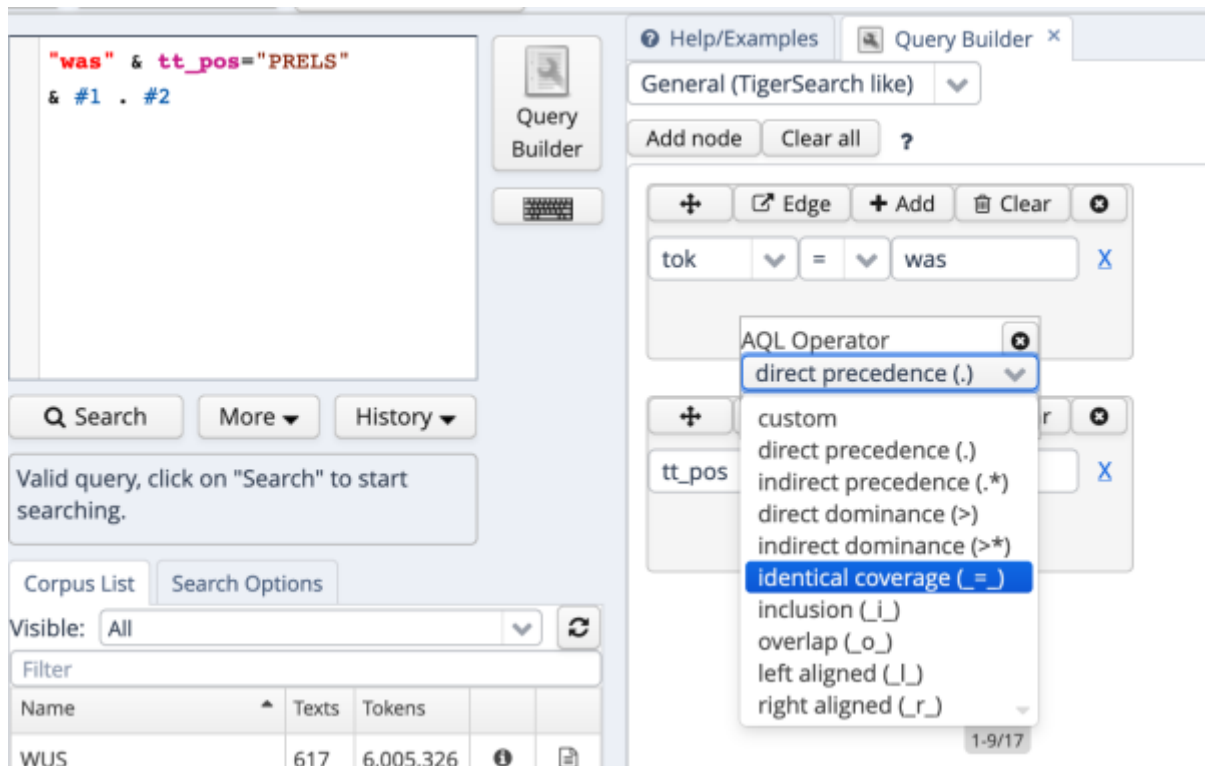 "was" & tt_pos="PRELS"
& #1 . #2
Query
Builder
Search
More
History
Valid query, click on "Search" to start
searching.
Corpus List
Search Options
Visible:
All
Filter
Name
Texts
Tokens
WUS
617
6.005.326
Help/Examples
Query Builder ×
General (TigerSearch like)
Add node
Clear all
?
Edge
Add
Clear
tok
=
was
X
AQL Operator
direct precedence (.)
r
tt_pos
X
custom
direct precedence (.)
indirect precedence (.*)
direct dominance (>)
indirect dominance (>*)
identical coverage (_=_)
inclusion (_i_)
overlap (_o_)
left aligned (_l_)
right aligned (_r_)
1-9/17